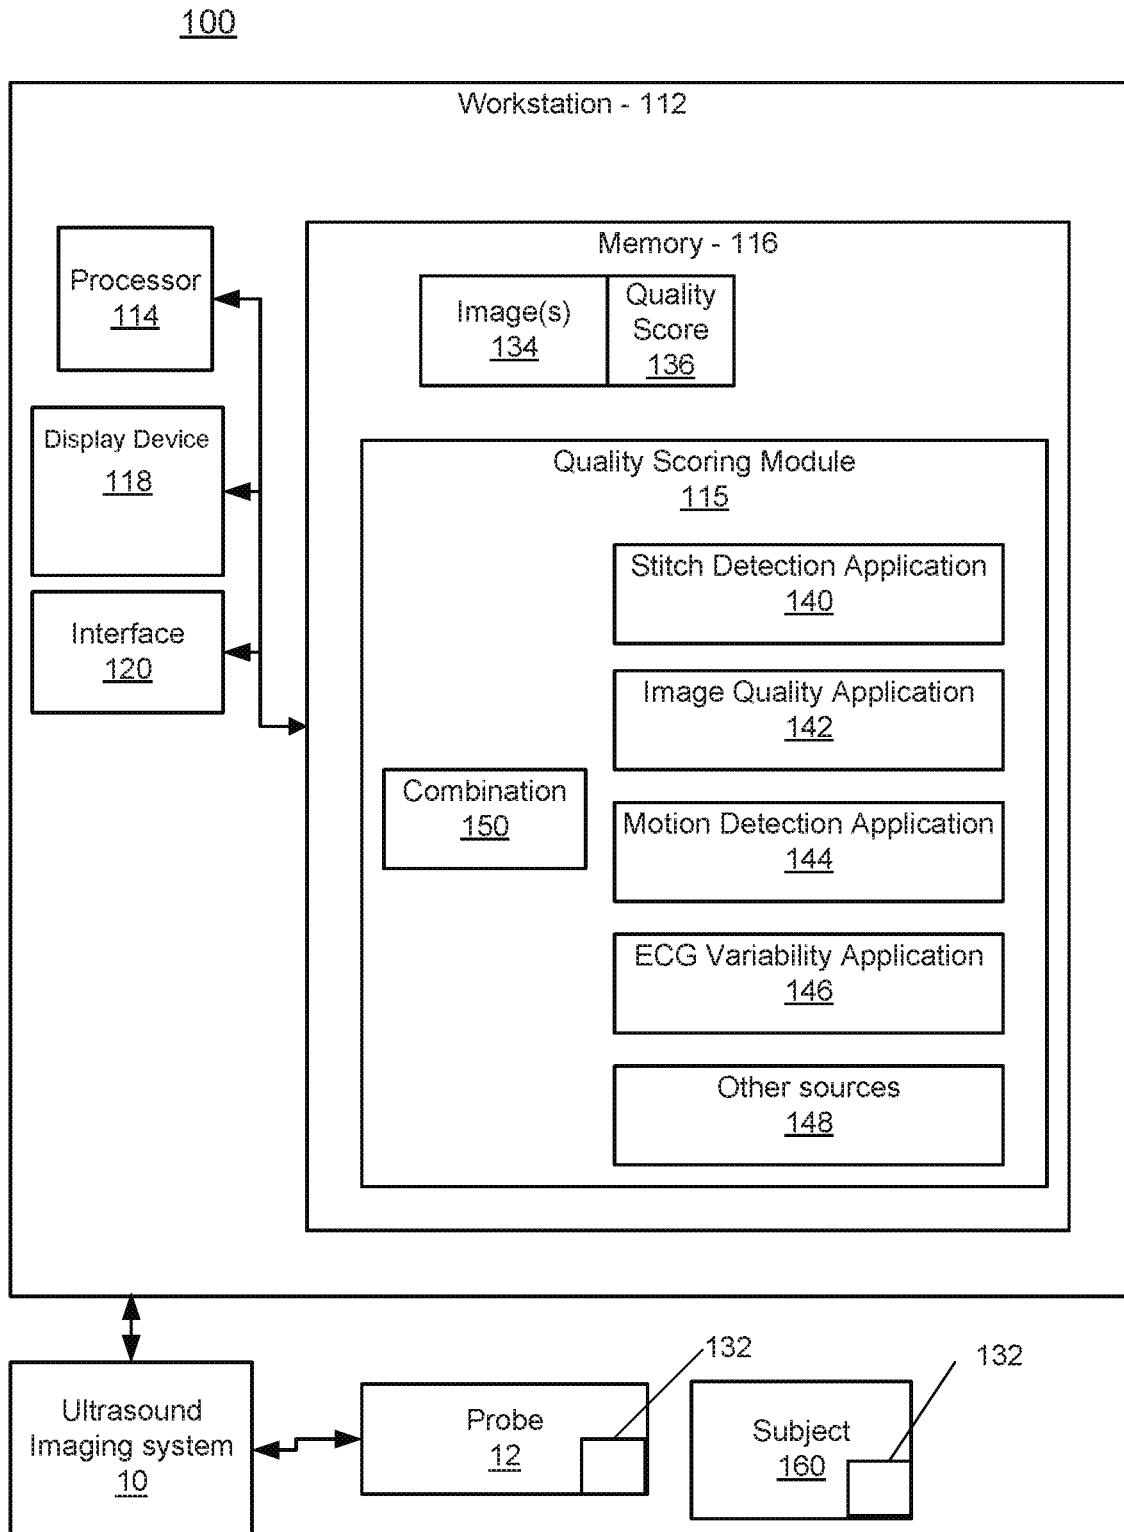 100
Workstation - 112
Processor
114
Display Device
118
Interface
120
Memory - 116
Image(s)
134
Quality
Score
136
Quality Scoring Module
115
Stitch Detection Application
140
Image Quality Application
142
Combination
150
Motion Detection Application
144
ECG Variability Application
146
Other sources
148
Ultrasound
Imaging system
10
Probe
12
132
Subject
160
132